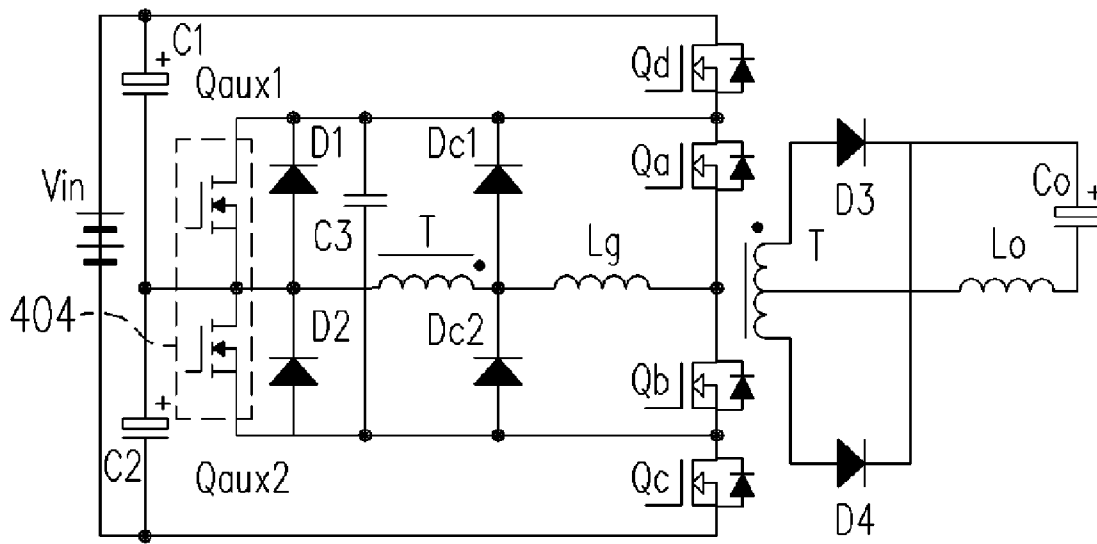 C1
+
Qaux1
Qd
D1
Dc1
Qa
Vin
C3
T
Lg
D3
Co
+
T
Lo
404
D2
Dc2
Qb
+
C2
Qaux2
Qc
D4